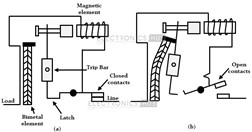 Magnetic
element
Trip Bar
Closed
contacts
Load
Line
Latch
Bimetal element
(a)
Open
contacts
(b)